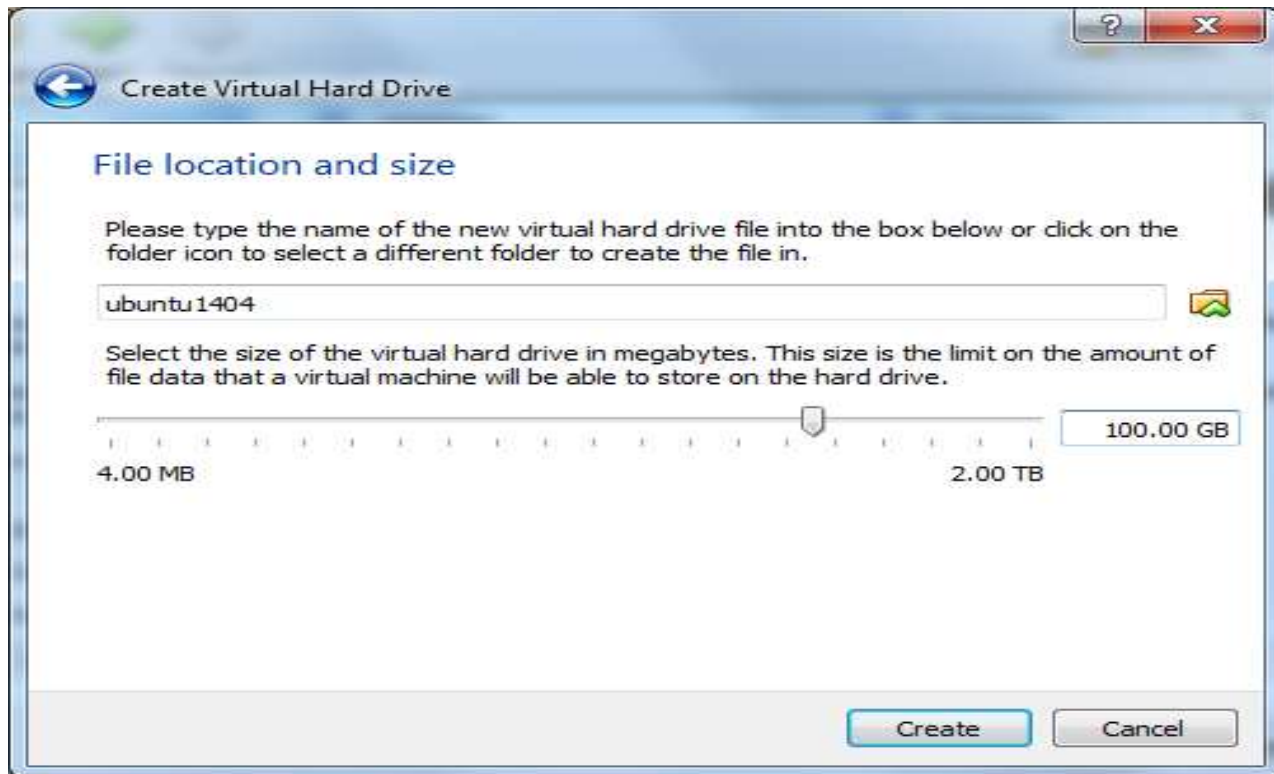 ?
Create Virtual Hard Drive
File location and size
Please type the name of the new virtual hard drive file into the box below or click on the
folder icon to select a different folder to create the file in.
ubuntu1404
Select the size of the virtual hard drive in megabytes. This size is the limit on the amount of
file data that a virtual machine will be able to store on the hard drive.
100.00 GB
4.00 MB 2.00 TB
Create Cancel